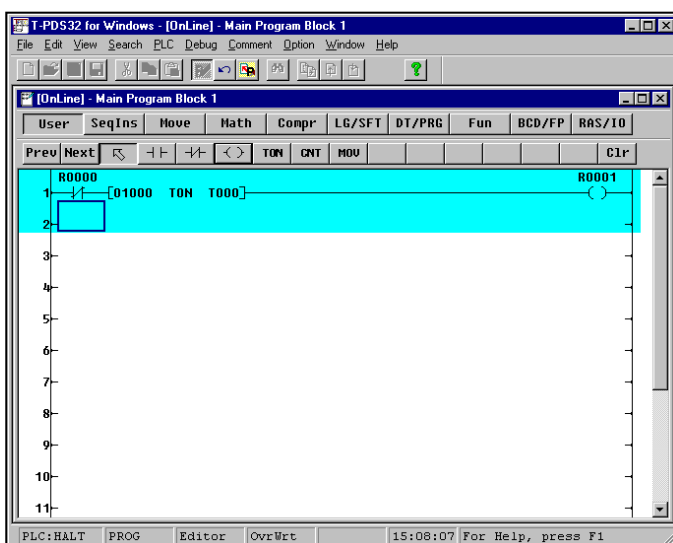 T-PDS32 for Windows - [OnLine] - Main Program Block 1
File Edit View Search PLC Debug Comment Option Window Help
[OnLine] - Main Program Block 1
User SeqIns Move Math Compr LG/SFT DT/PRG Fun BCD/FP RAS/IO
Prev Next TON CNT MOV Clr
R0000 R0001
1 [01000 TON T000]
2
3
4
5
6
7
8
9
10
11
PLC:HALT PROG Editor OvrWrt 15:08:07 For Help, press F1